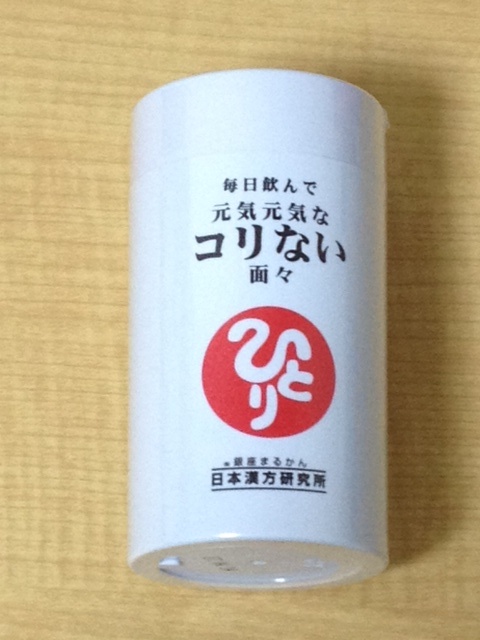 毎日飲んで
元気元気な
コリない
面々
ひとり
銀座まるかん
日本漢方研究所